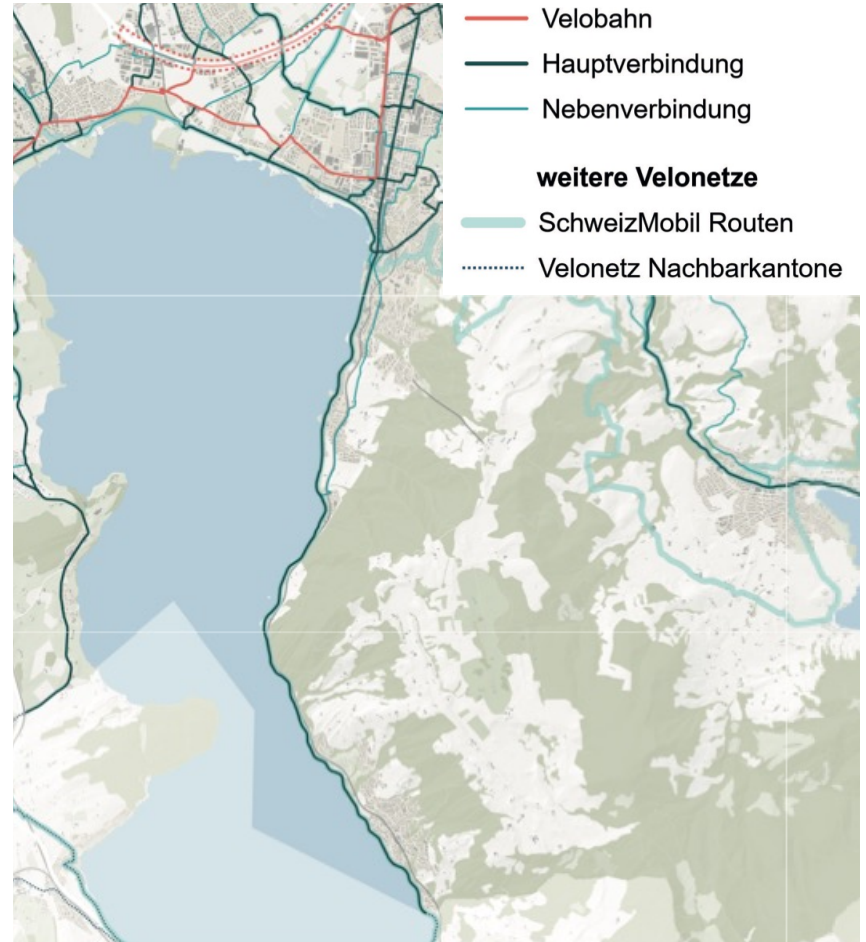 Velobahn
Hauptverbindung
Nebenverbindung
weitere Velonetze
SchweizMobil Routen
Velonetz Nachbarkantone